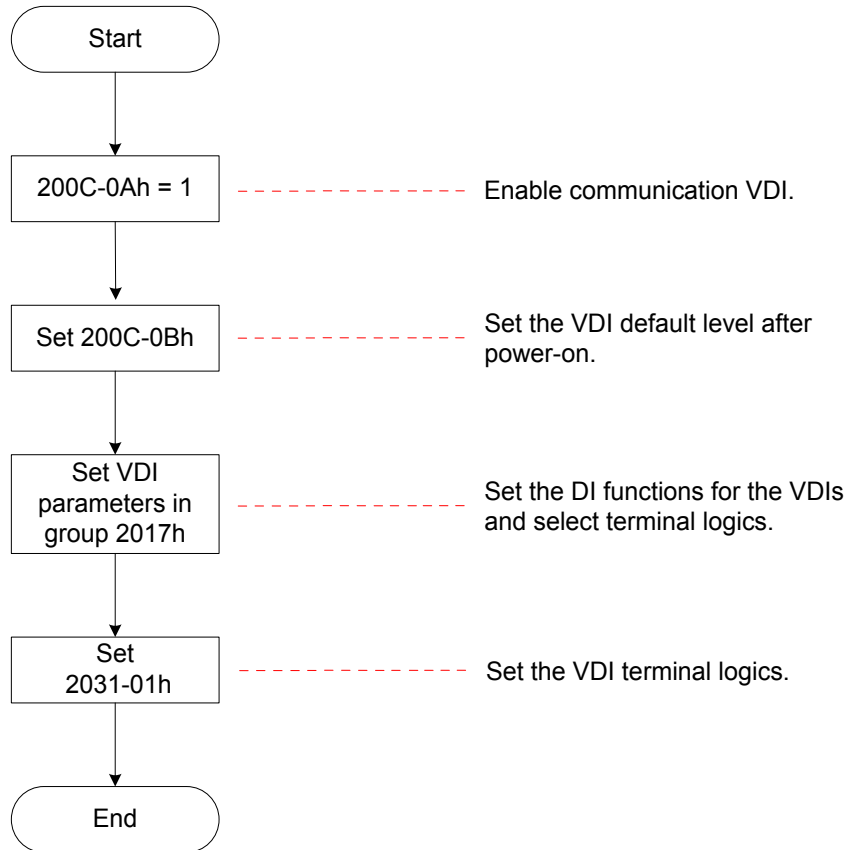 Start
200C-0Ah = 1
Enable communication VDI.
Set 200C-0Bh
Set the VDI default level after
power-on.
Set VDI
parameters in
group 2017h
Set the DI functions for the VDIs
and select terminal logics.
Set
2031-01h
Set the VDI terminal logics.
End